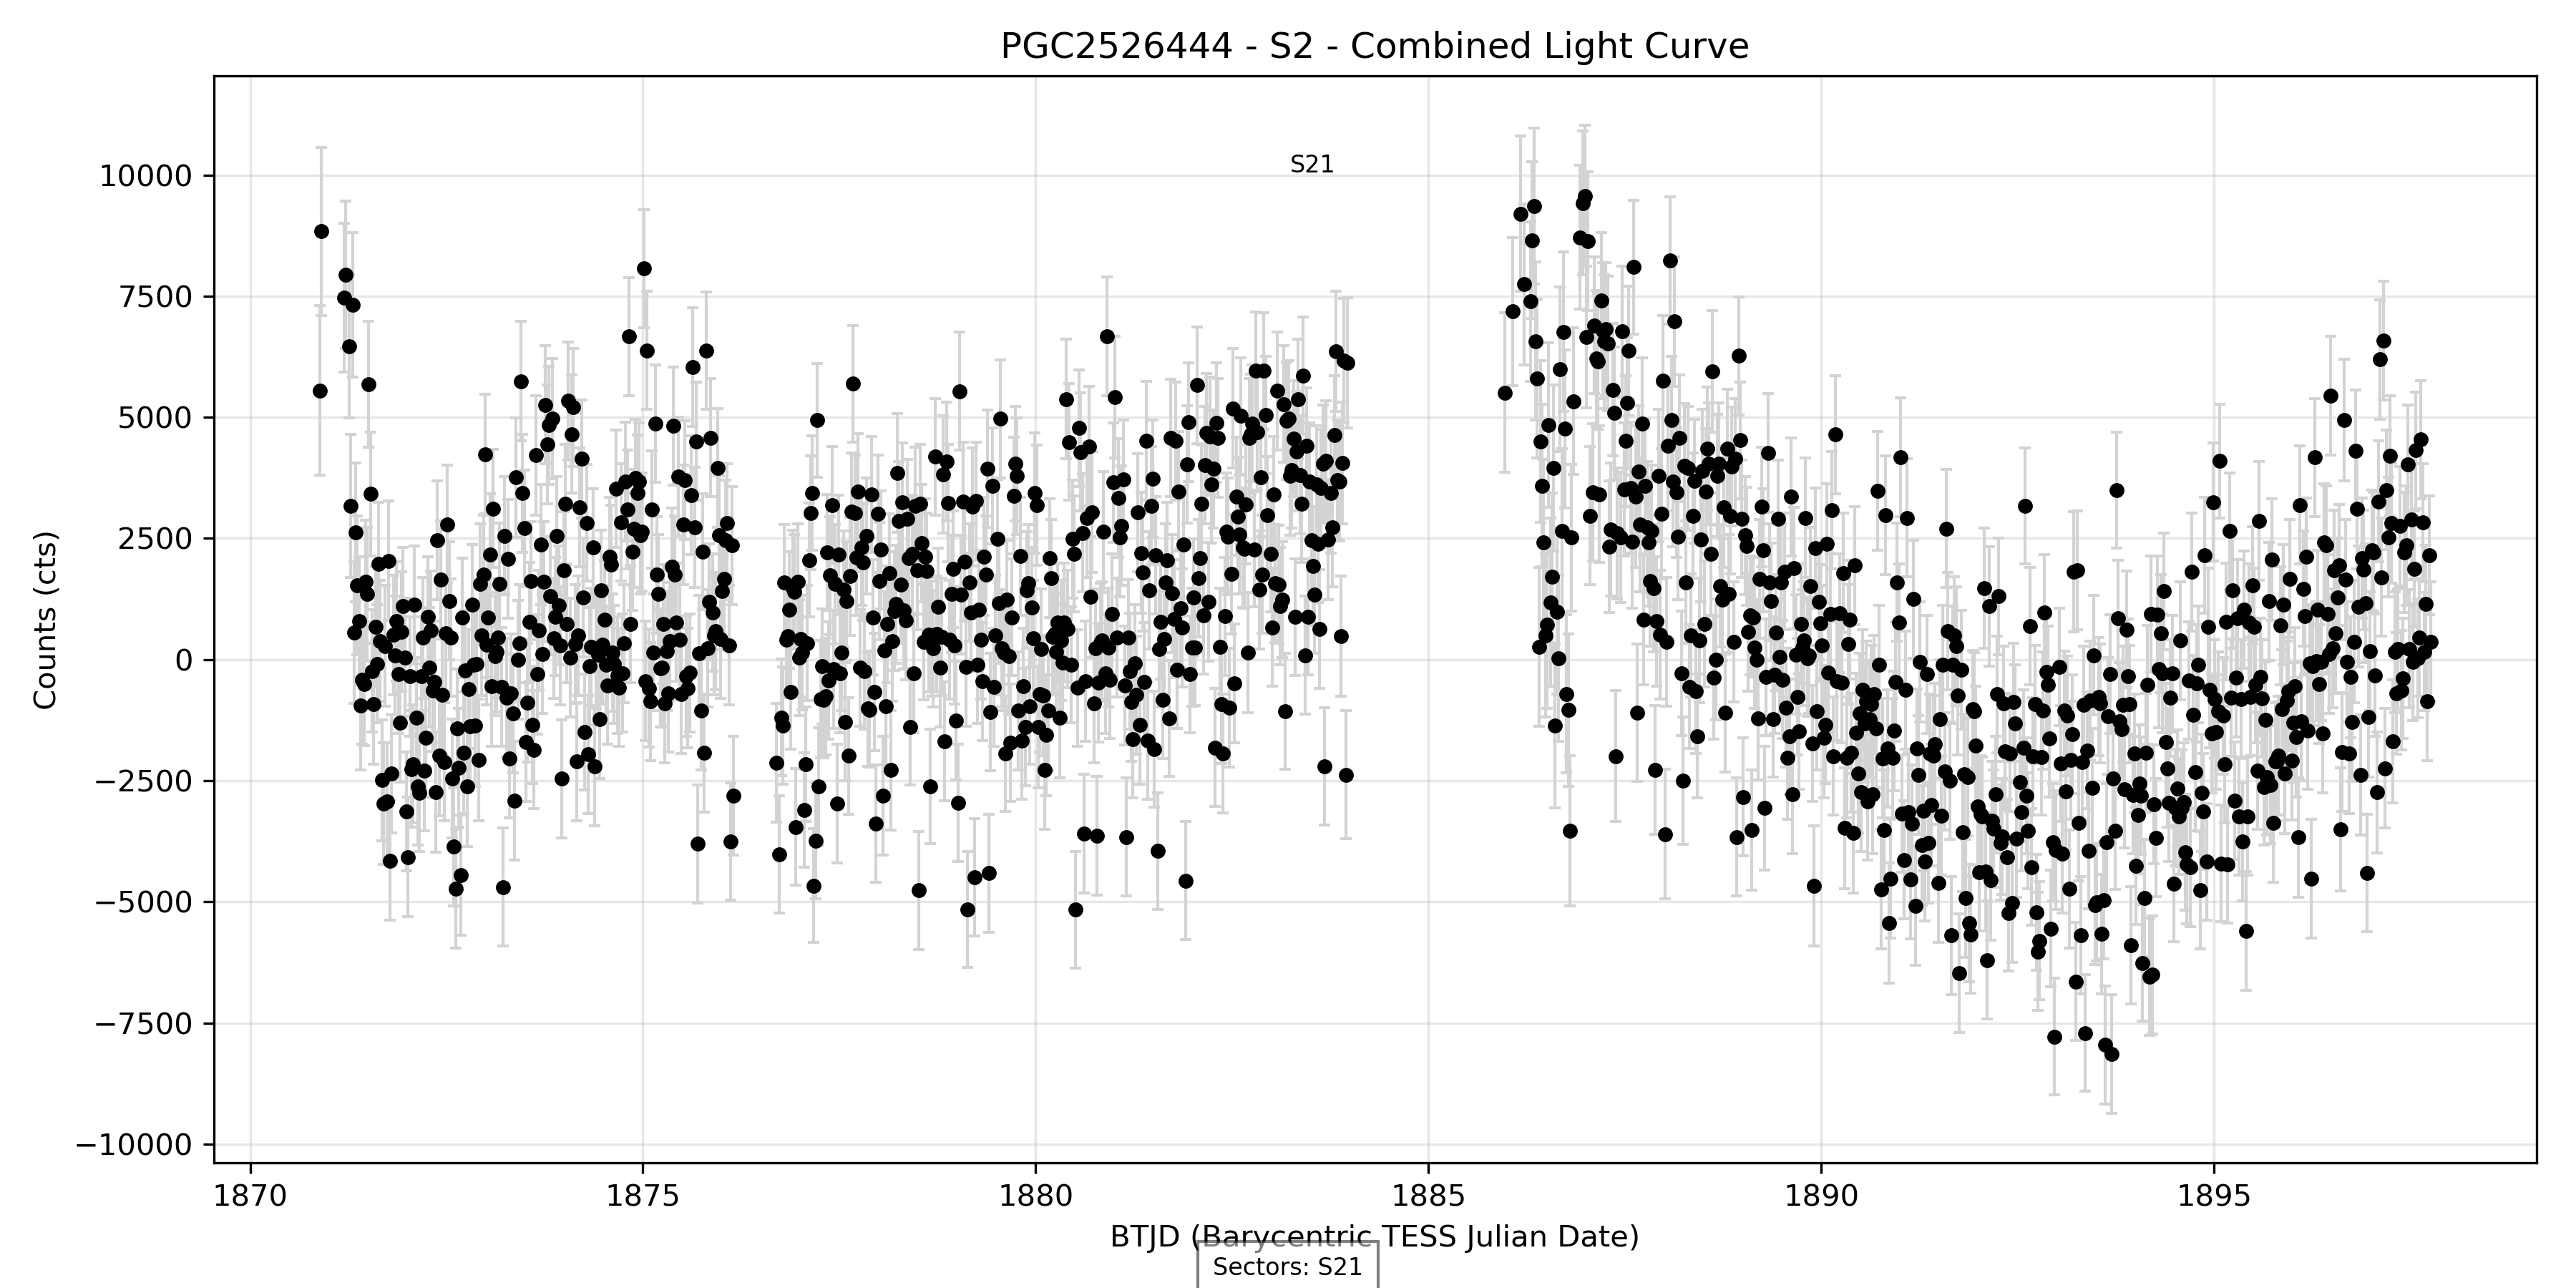 PGC2526444 - S2 - Combined Light Curve
S21
10000
7500
5000
2500
0
−2500
−5000
−7500
−10000
Counts (cts)
1870 1875 1880 1885 1890 1895
BTJD (Barycentric TESS Julian Date)
Sectors: S21